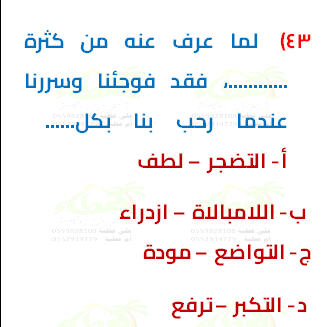 ٤٣) لما عرف عنه من كثرة
............، فقد فوجئنا وسررنا
عندما رحب بنا بكل......
أ- التضجر – لطف
ب- اللامبالاة – ازدراء
ج- التواضع – مودة
د- التكبر –ترفع